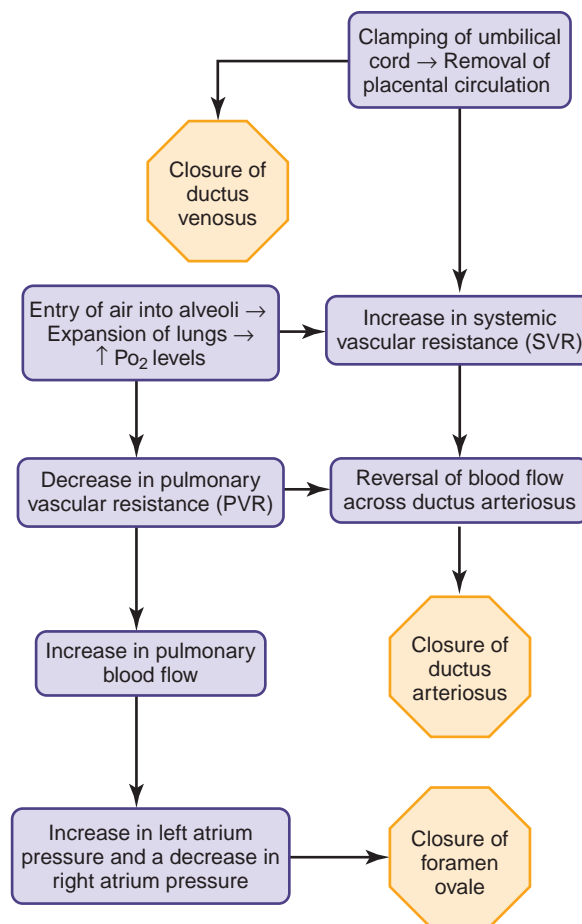 Clamping of umbilical
cord → Removal of
placental circulation
Closure of
ductus
venosus
Entry of air into alveoli →
Expansion of lungs →
↑ Po₂ levels
Increase in systemic
vascular resistance (SVR)
Decrease in pulmonary
vascular resistance (PVR)
Reversal of blood flow
across ductus arteriosus
Increase in pulmonary
blood flow
Closure of
ductus
arteriosus
Increase in left atrium
pressure and a decrease in
right atrium pressure
Closure of
foramen
ovale